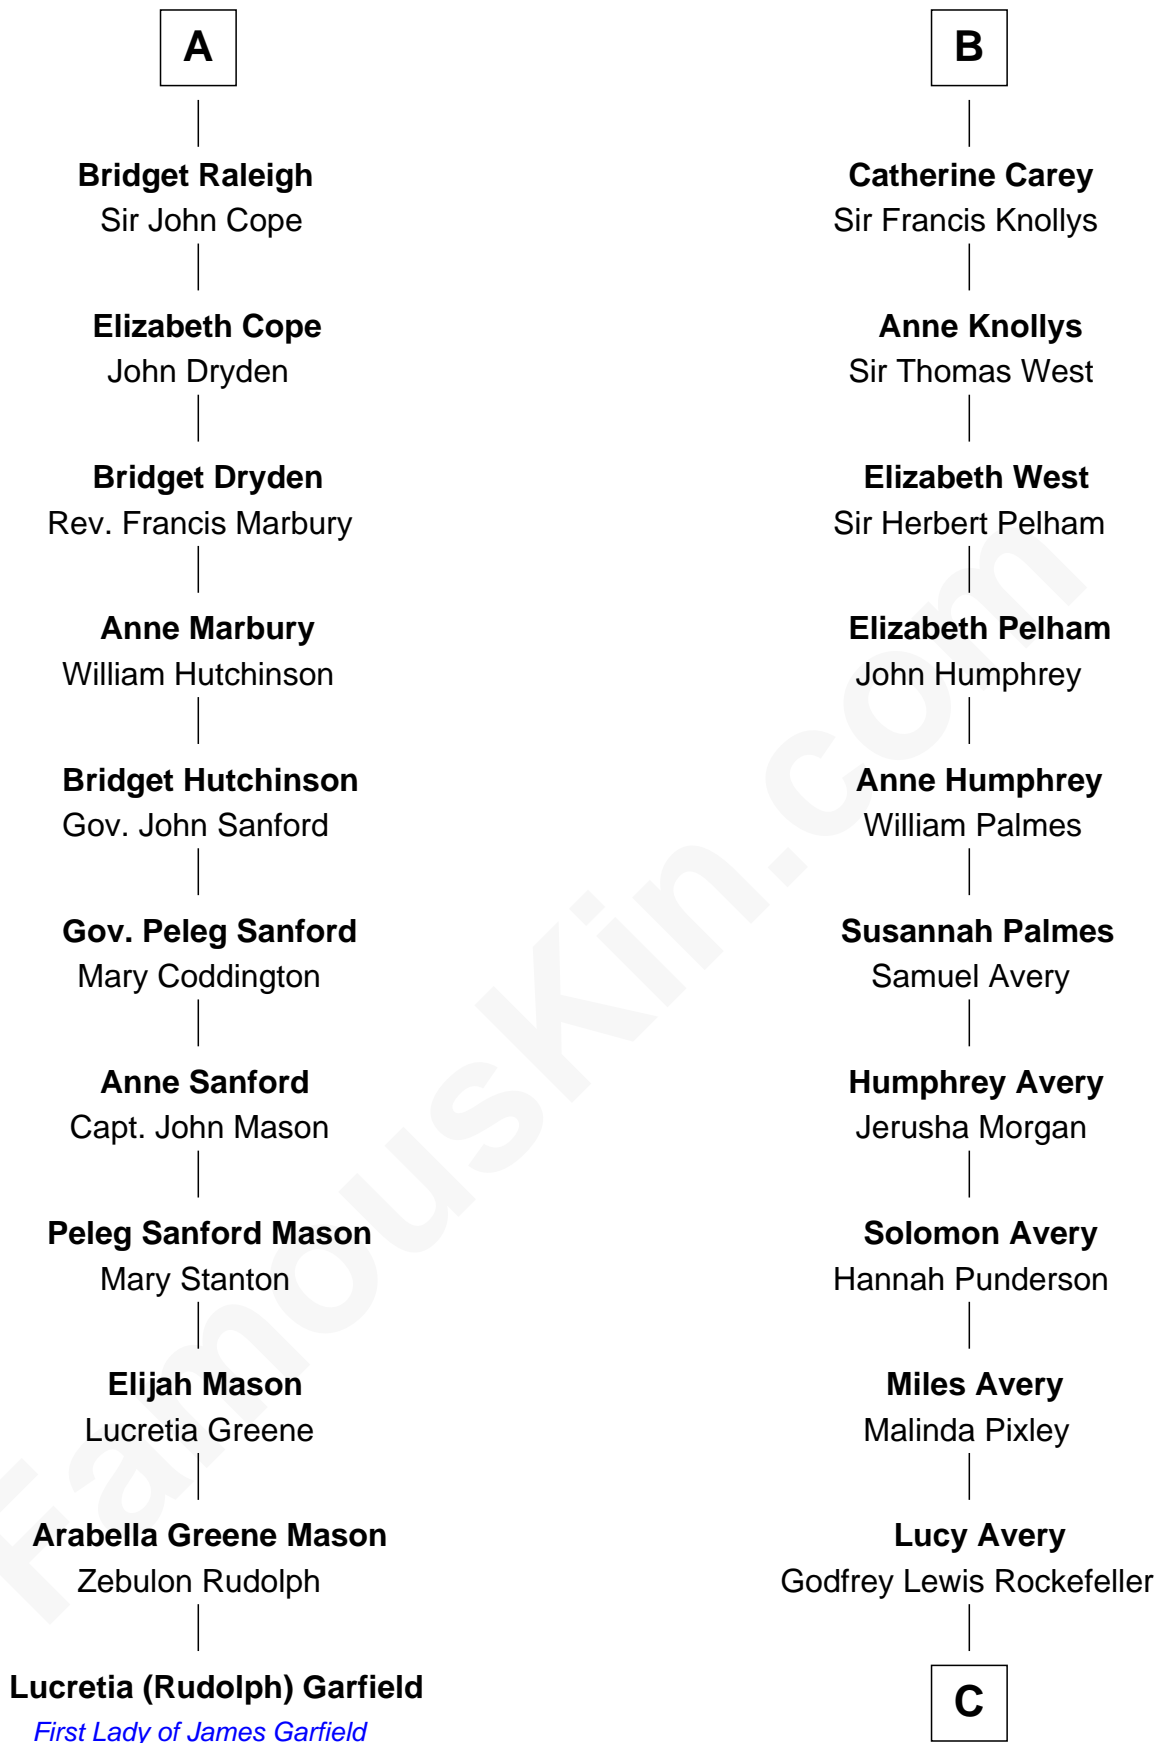 A
Bridget Raleigh
Sir John Cope
Elizabeth Cope
John Dryden
Bridget Dryden
Rev. Francis Marbury
Anne Marbury
William Hutchinson
Bridget Hutchinson
Gov. John Sanford
Gov. Peleg Sanford
Mary Coddington
Anne Sanford
Capt. John Mason
Peleg Sanford Mason
Mary Stanton
Elijah Mason
Lucretia Greene
Arabella Greene Mason
Zebulon Rudolph
Lucretia (Rudolph) Garfield
First Lady of James Garfield
B
Catherine Carey
Sir Francis Knollys
Anne Knollys
Sir Thomas West
Elizabeth West
Sir Herbert Pelham
Elizabeth Pelham
John Humphrey
Anne Humphrey
William Palmes
Susannah Palmes
Samuel Avery
Humphrey Avery
Jerusha Morgan
Solomon Avery
Hannah Punderson
Miles Avery
Malinda Pixley
Lucy Avery
Godfrey Lewis Rockefeller
C
FamousKin.com